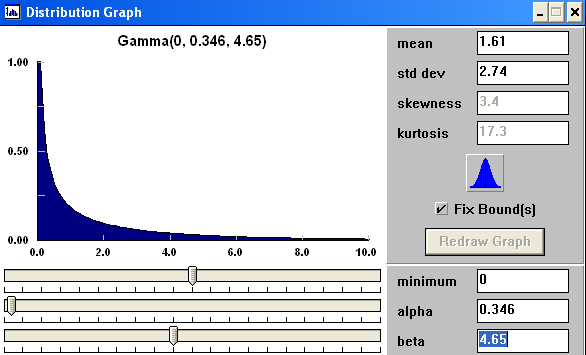 Distribution Graph
Gamma(0, 0.346, 4.65)
1.00
0.50
0.00
0.0 2.0 4.0 6.0 8.0 10.0
mean 1.61
std dev 2.74
skewness 3.4
kurtosis 17.3
Fix Bound(s)
Redraw Graph
minimum 0
alpha 0.346
beta 4.65